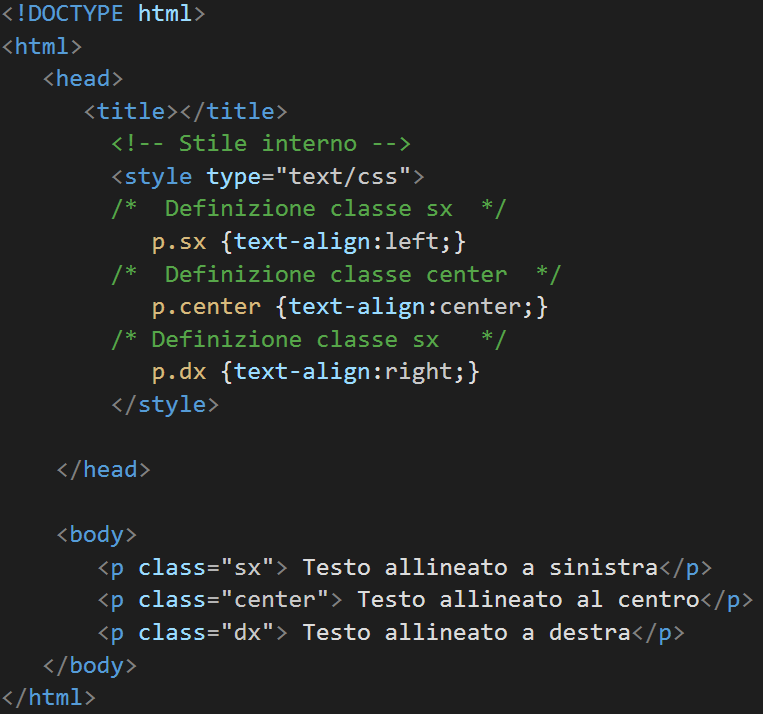 <!DOCTYPE html>
<html>
<head>
<title></title>
<!-- Stile interno -->
<style type="text/css">
/*  Definizione classe sx  */
p.sx {text-align:left;}
/*  Definizione classe center  */
p.center {text-align:center;}
/* Definizione classe sx   */
p.dx {text-align:right;}
</style>
</head>
<body>
<p class="sx"> Testo allineato a sinistra</p>
<p class="center"> Testo allineato al centro</p>
<p class="dx"> Testo allineato a destra</p>
</body>
</html>